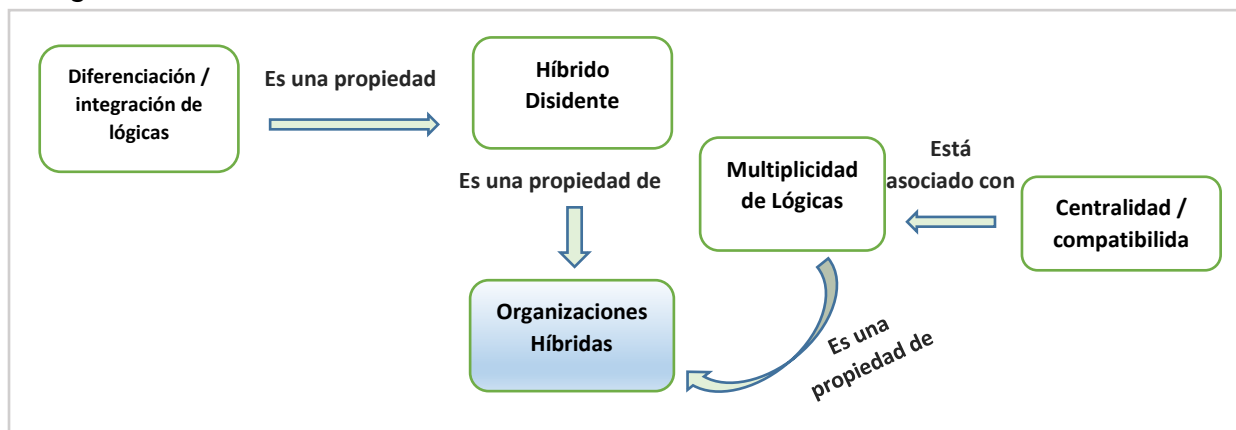 Diferenciación /
integración de
lógicas
Es una propiedad
Híbrido
Disidente
Es una propiedad de
Multiplicidad
de Lógicas
Está
asociado con
Centralidad /
compatibilida
Organizaciones
Híbridas
Es una
propiedad de